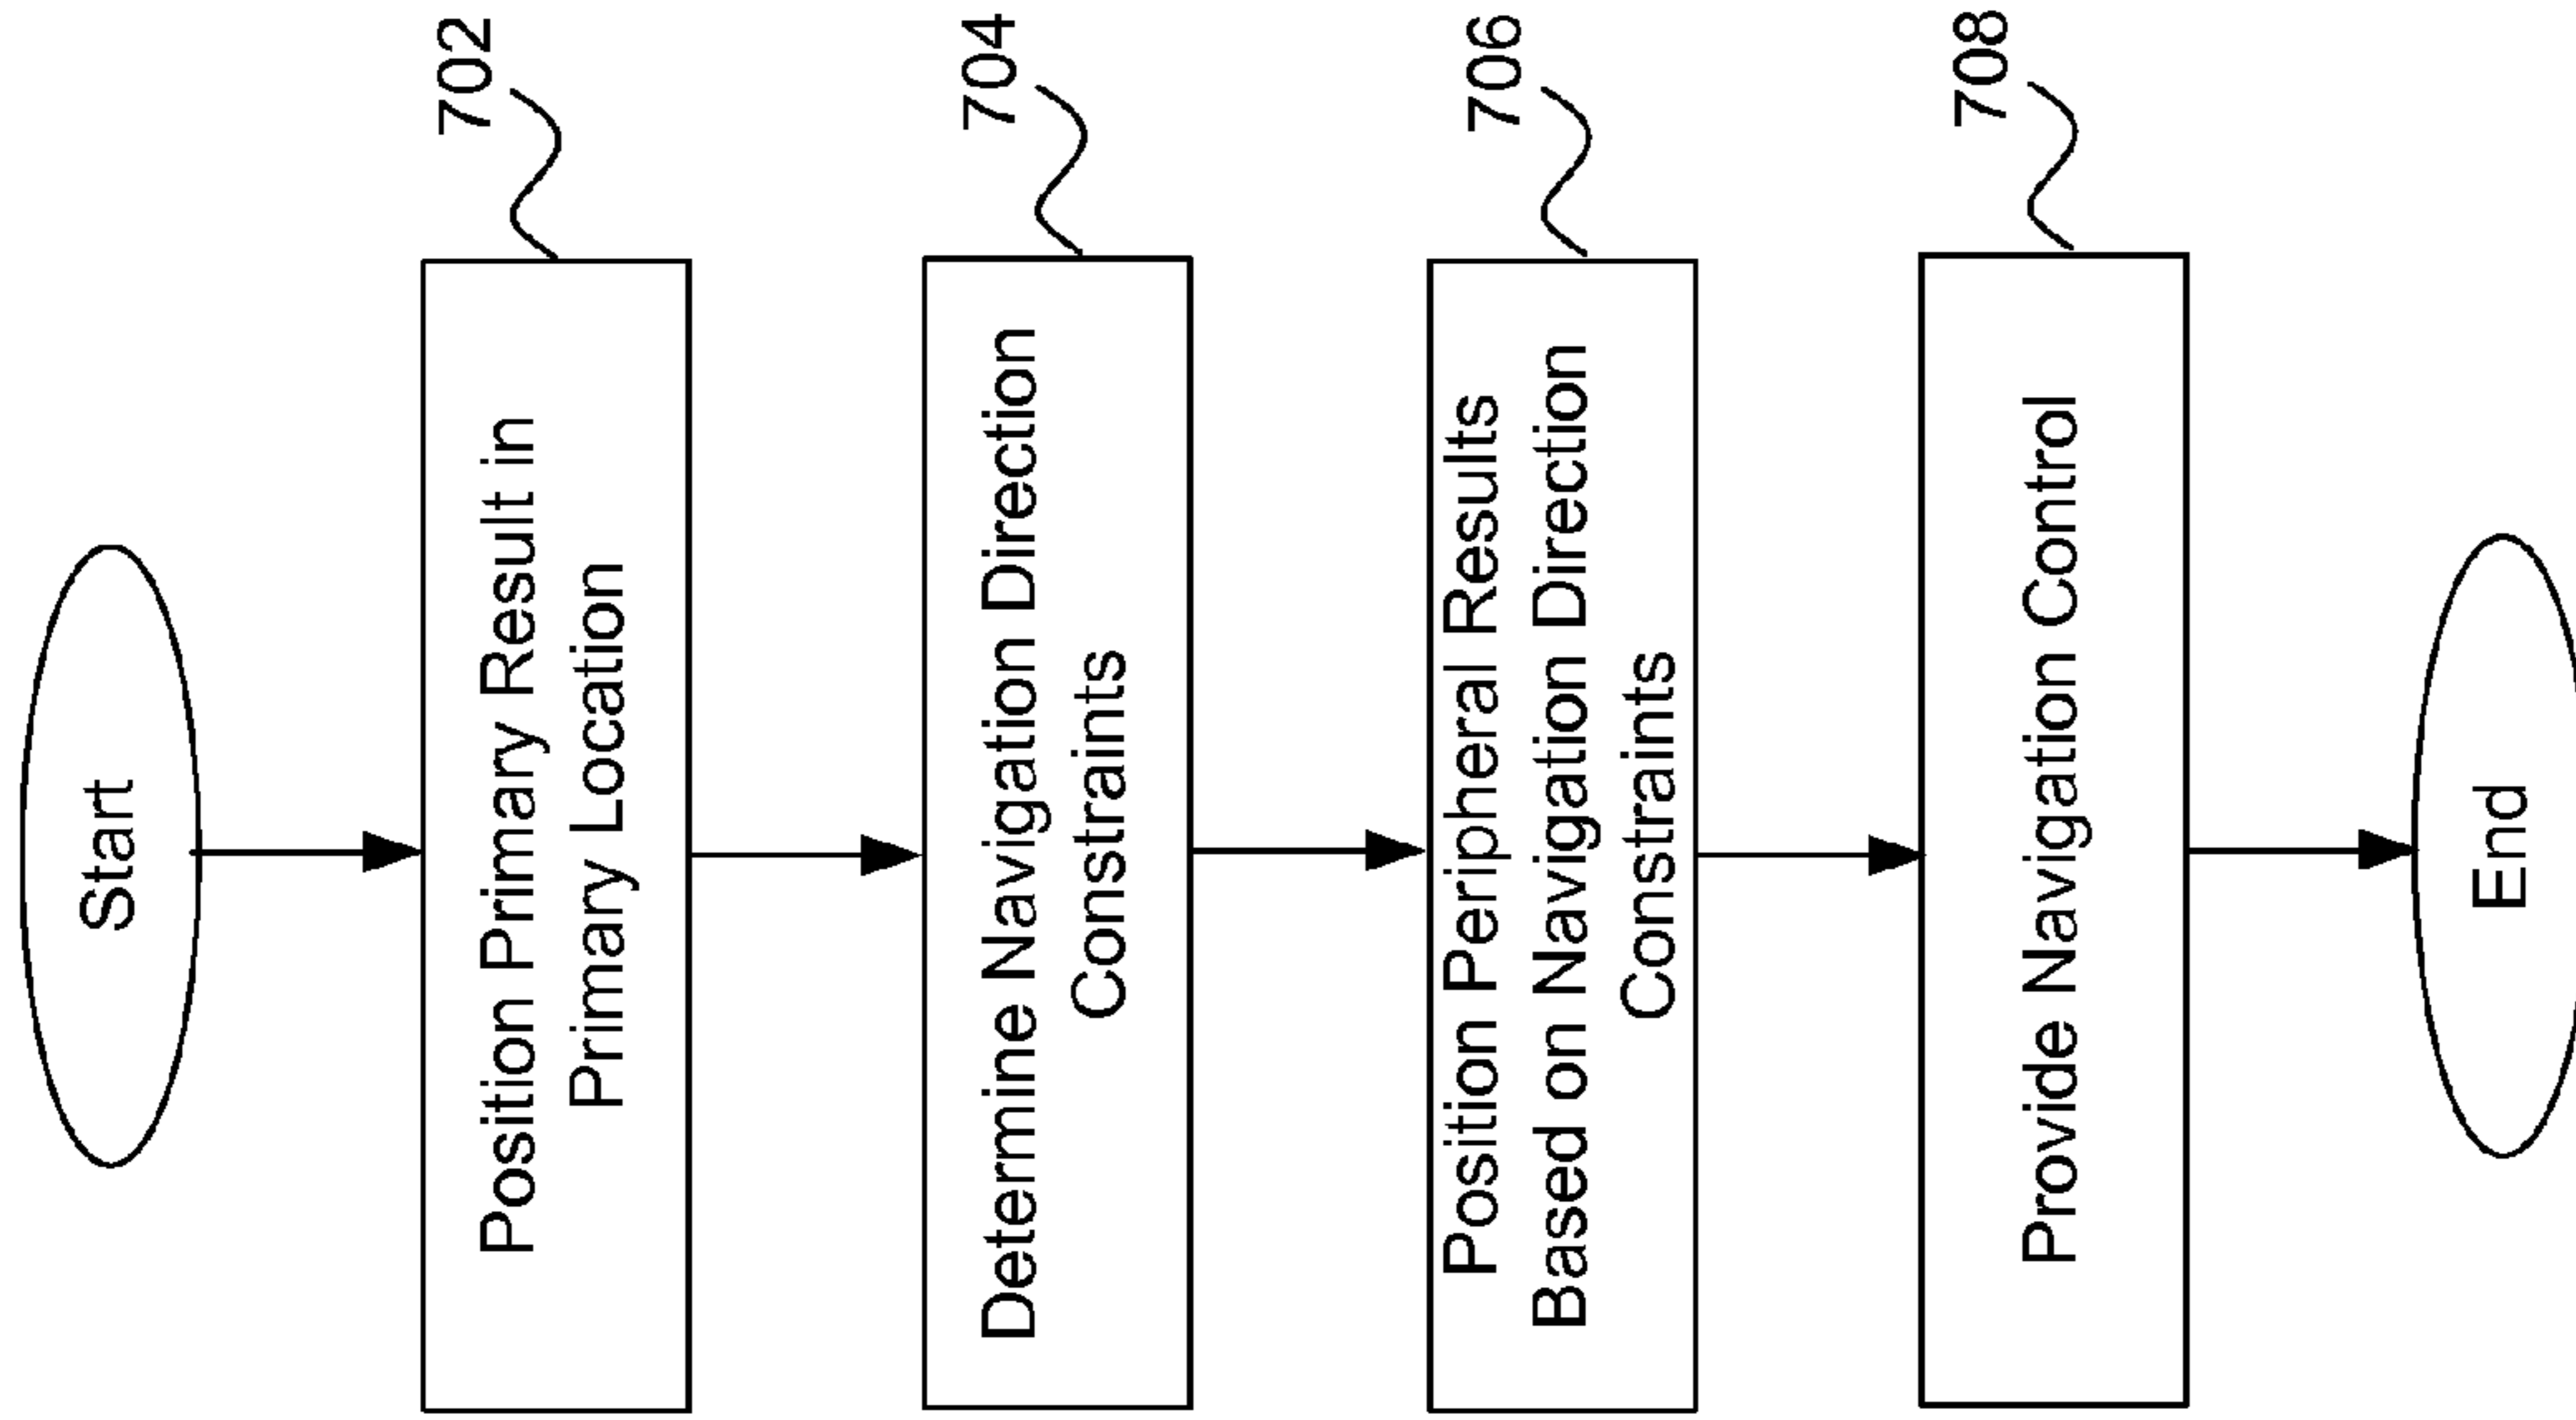 Start
702
Position Primary Result in
Primary Location
704
Determine Navigation Direction
Constraints
706
Position Peripheral Results
Based on Navigation Direction
Constraints
708
Provide Navigation Control
End